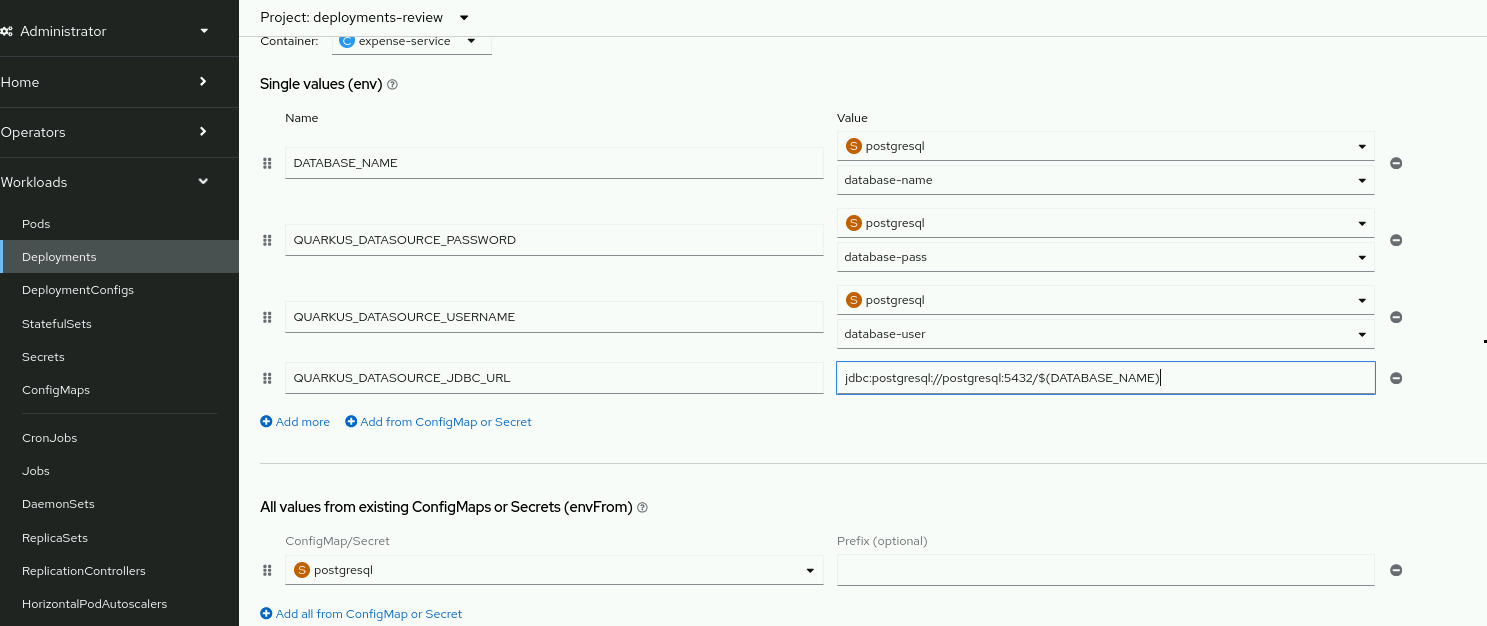 Administrator
Home
Operators
Workloads
Pods
Deployments
DeploymentConfigs
StatefulSets
Secrets
ConfigMaps
CronJobs
Jobs
DaemonSets
ReplicaSets
ReplicationControllers
HorizontalPodAutoscalers
Project: deployments-review
Container: C expense-service
Single values (env)
Name Value
DATABASE_NAME
S postgresql
database-name
QUARKUS_DATASOURCE_PASSWORD
S postgresql
database-pass
QUARKUS_DATASOURCE_USERNAME
S postgresql
database-user
QUARKUS_DATASOURCE_JDBC_URL jdbc:postgresql://postgresql:5432/$(DATABASE_NAME)
Add more Add from ConfigMap or Secret
All values from existing ConfigMaps or Secrets (envFrom)
ConfigMap/Secret Prefix (optional)
S postgresql
Add all from ConfigMap or Secret